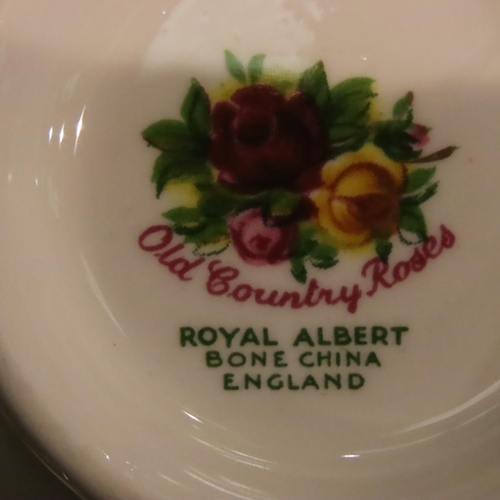 Old Country Roses
ROYAL ALBERT
BONE CHINA
ENGLAND